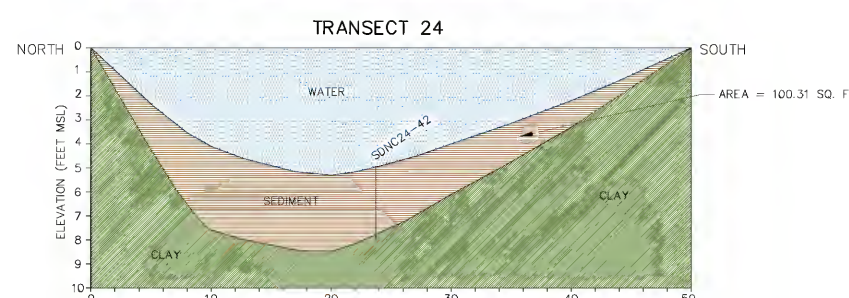 TRANSECT 24
NORTH
SOUTH
0
1
2
3
4
5
6
7
8
9
10
ELEVATION (FEET MSL)
WATER
AREA = 100.31 SQ. F
SDNC24-42
SEDIMENT
CLAY
CLAY
0
10
20
30
40
50